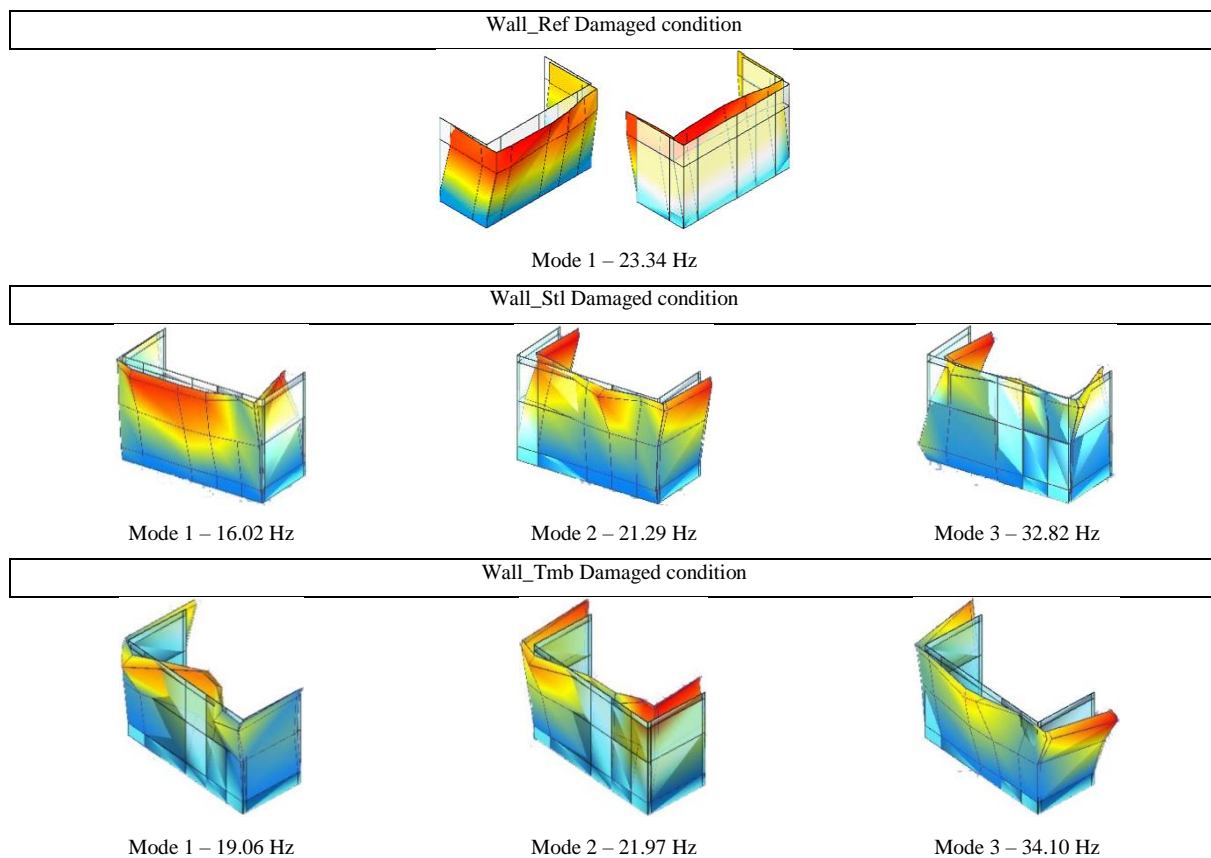 Wall_Ref Damaged condition
Mode 1 – 23.34 Hz
Wall_Stl Damaged condition
Mode 1 – 16.02 Hz
Mode 2 – 21.29 Hz
Mode 3 – 32.82 Hz
Wall_Tmb Damaged condition
Mode 1 – 19.06 Hz
Mode 2 – 21.97 Hz
Mode 3 – 34.10 Hz